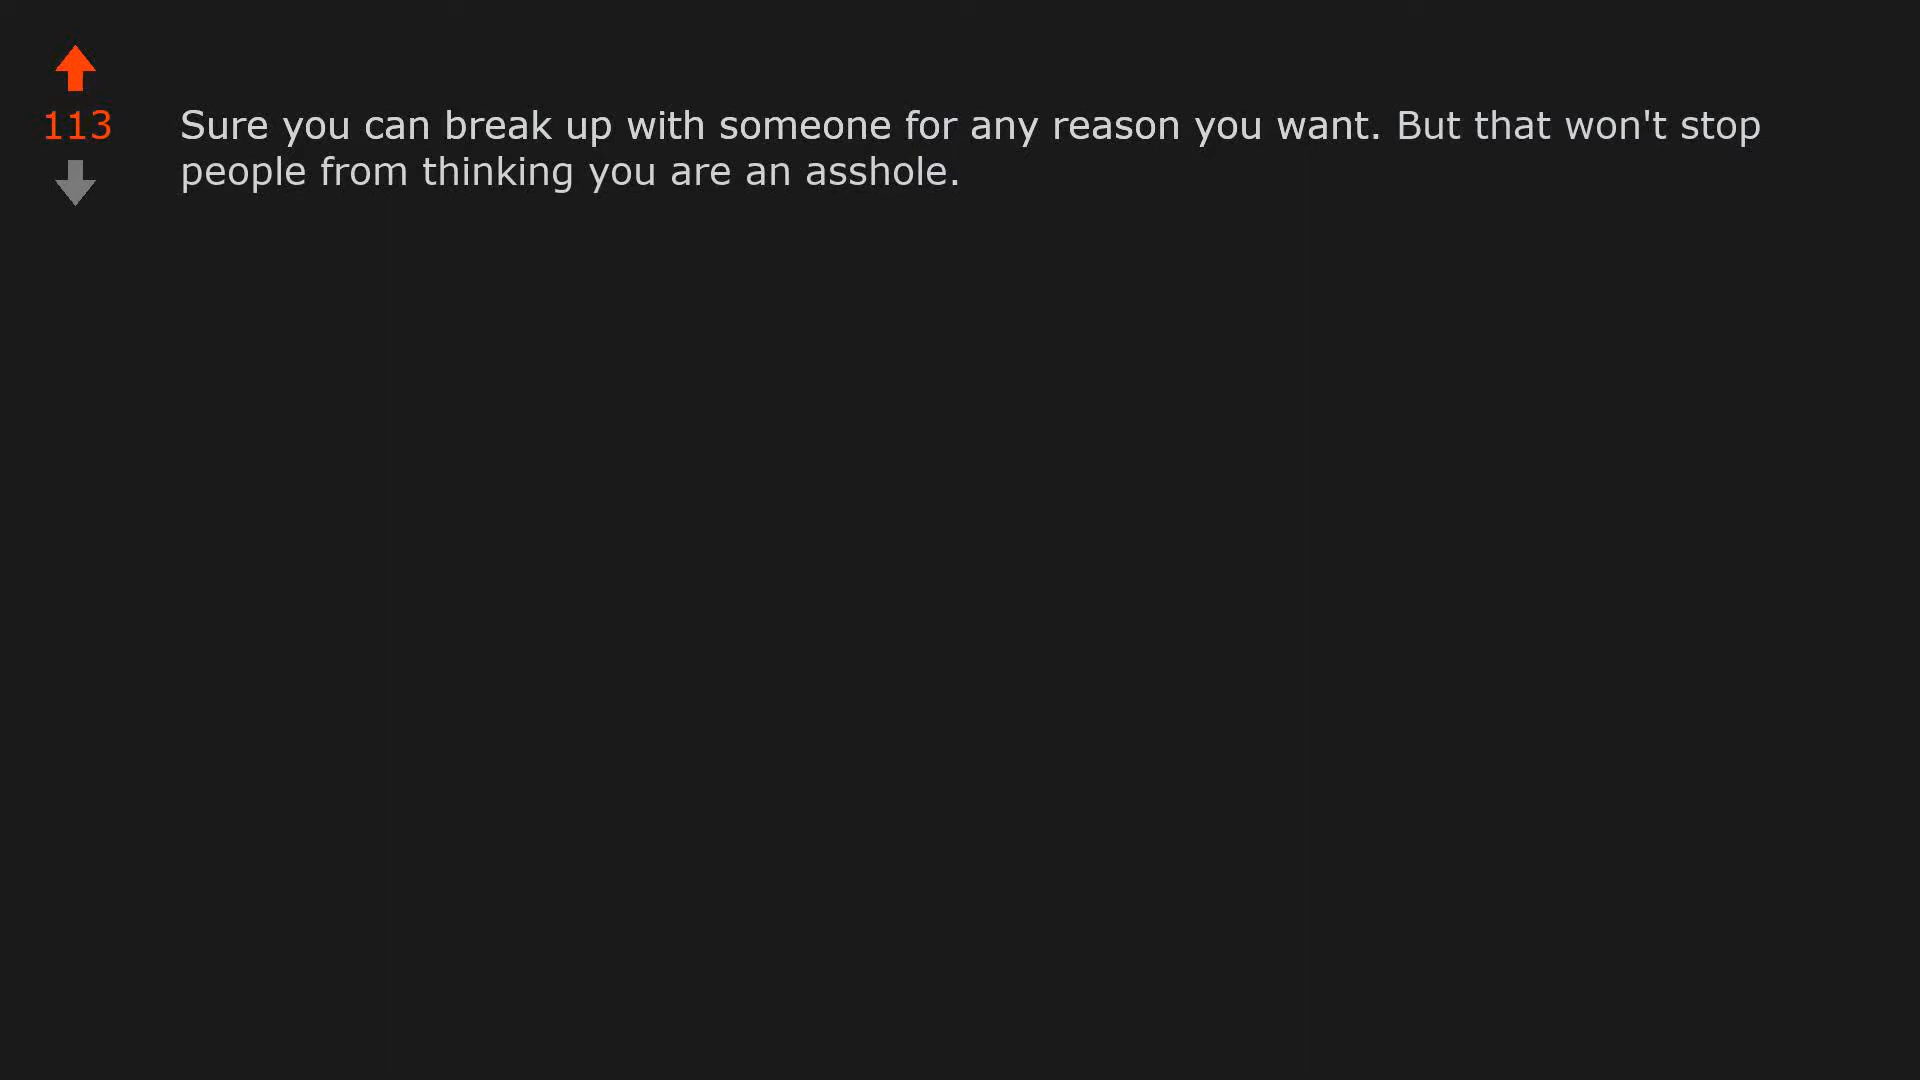 113
Sure you can break up with someone for any reason you want. But that won't stop
people from thinking you are an asshole.